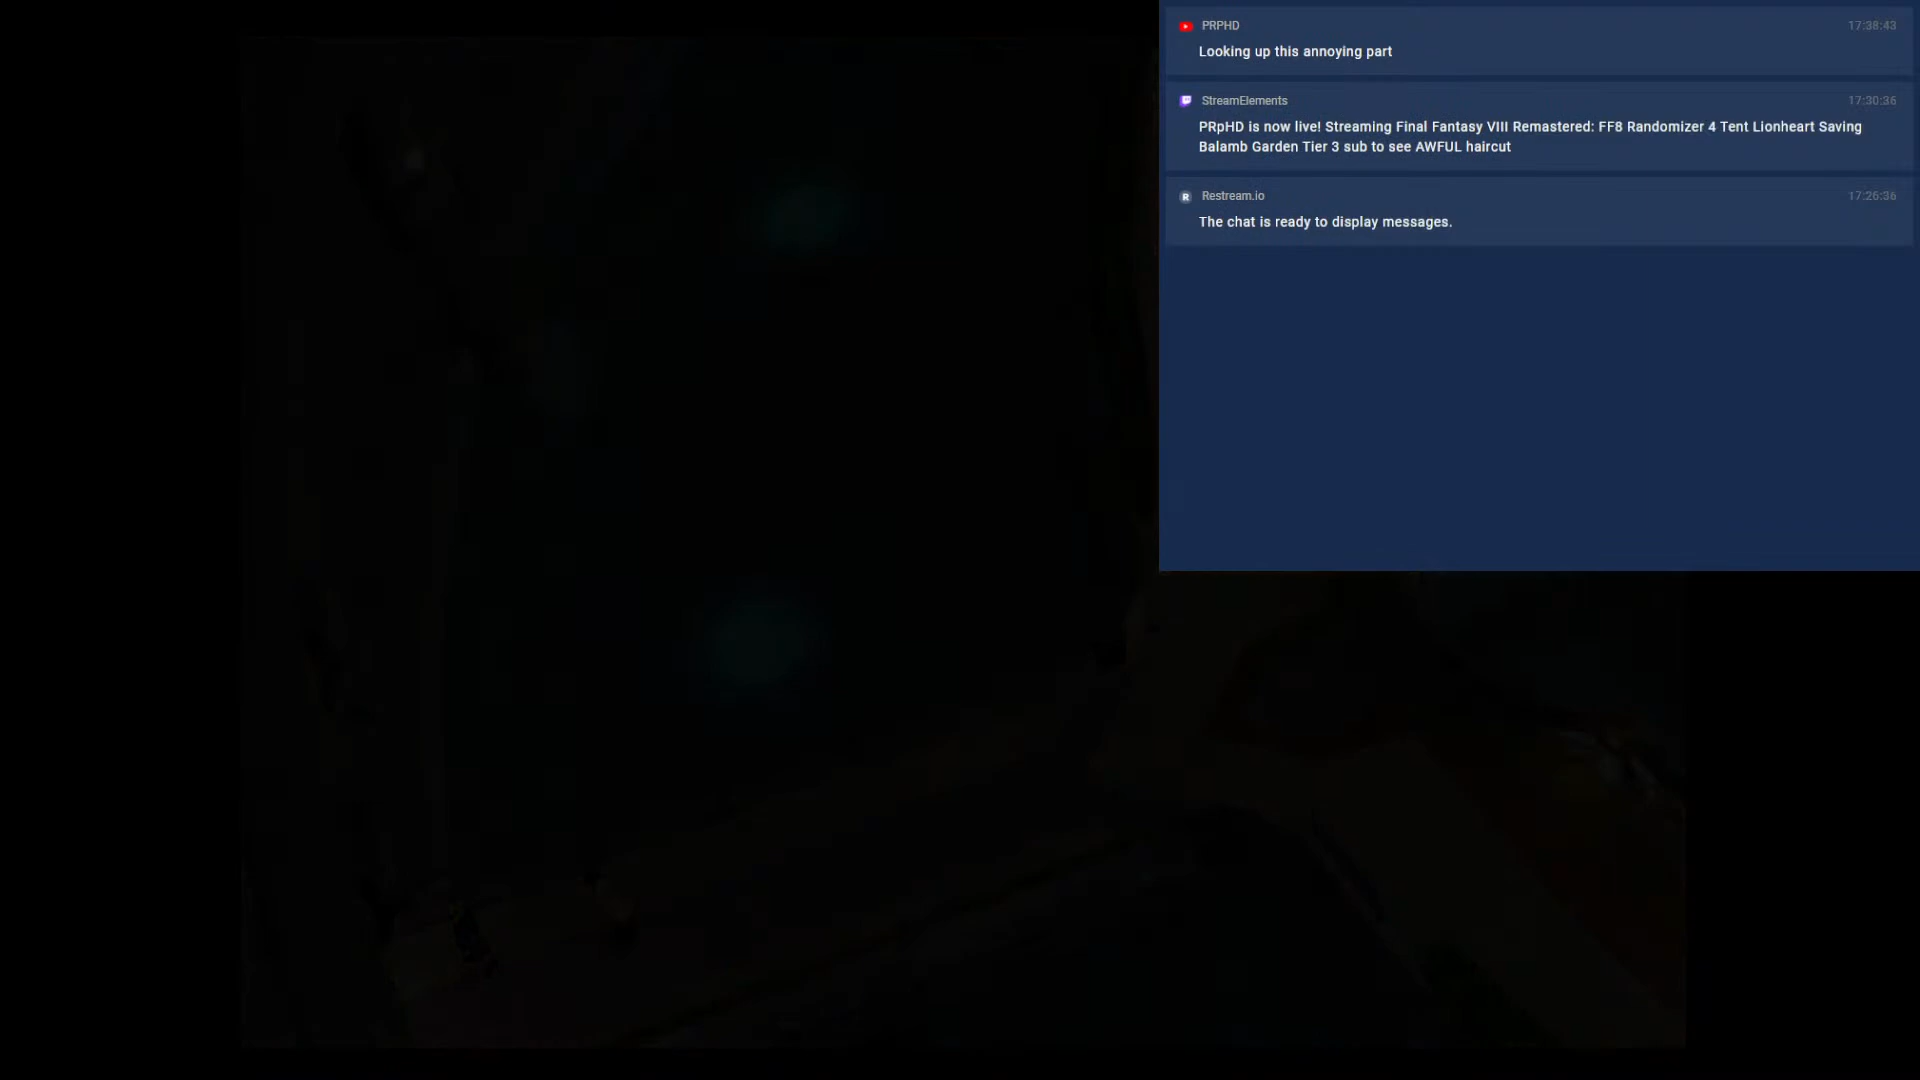 PRPHD 17:38:43
Looking up this annoying part
StreamElements 17:30:36
PRpHD is now live! Streaming Final Fantasy VIII Remastered: FF8 Randomizer 4 Tent Lionheart Saving
Balamb Garden Tier 3 sub to see AWFUL haircut
R Restream.io 17:26:36
The chat is ready to display messages.